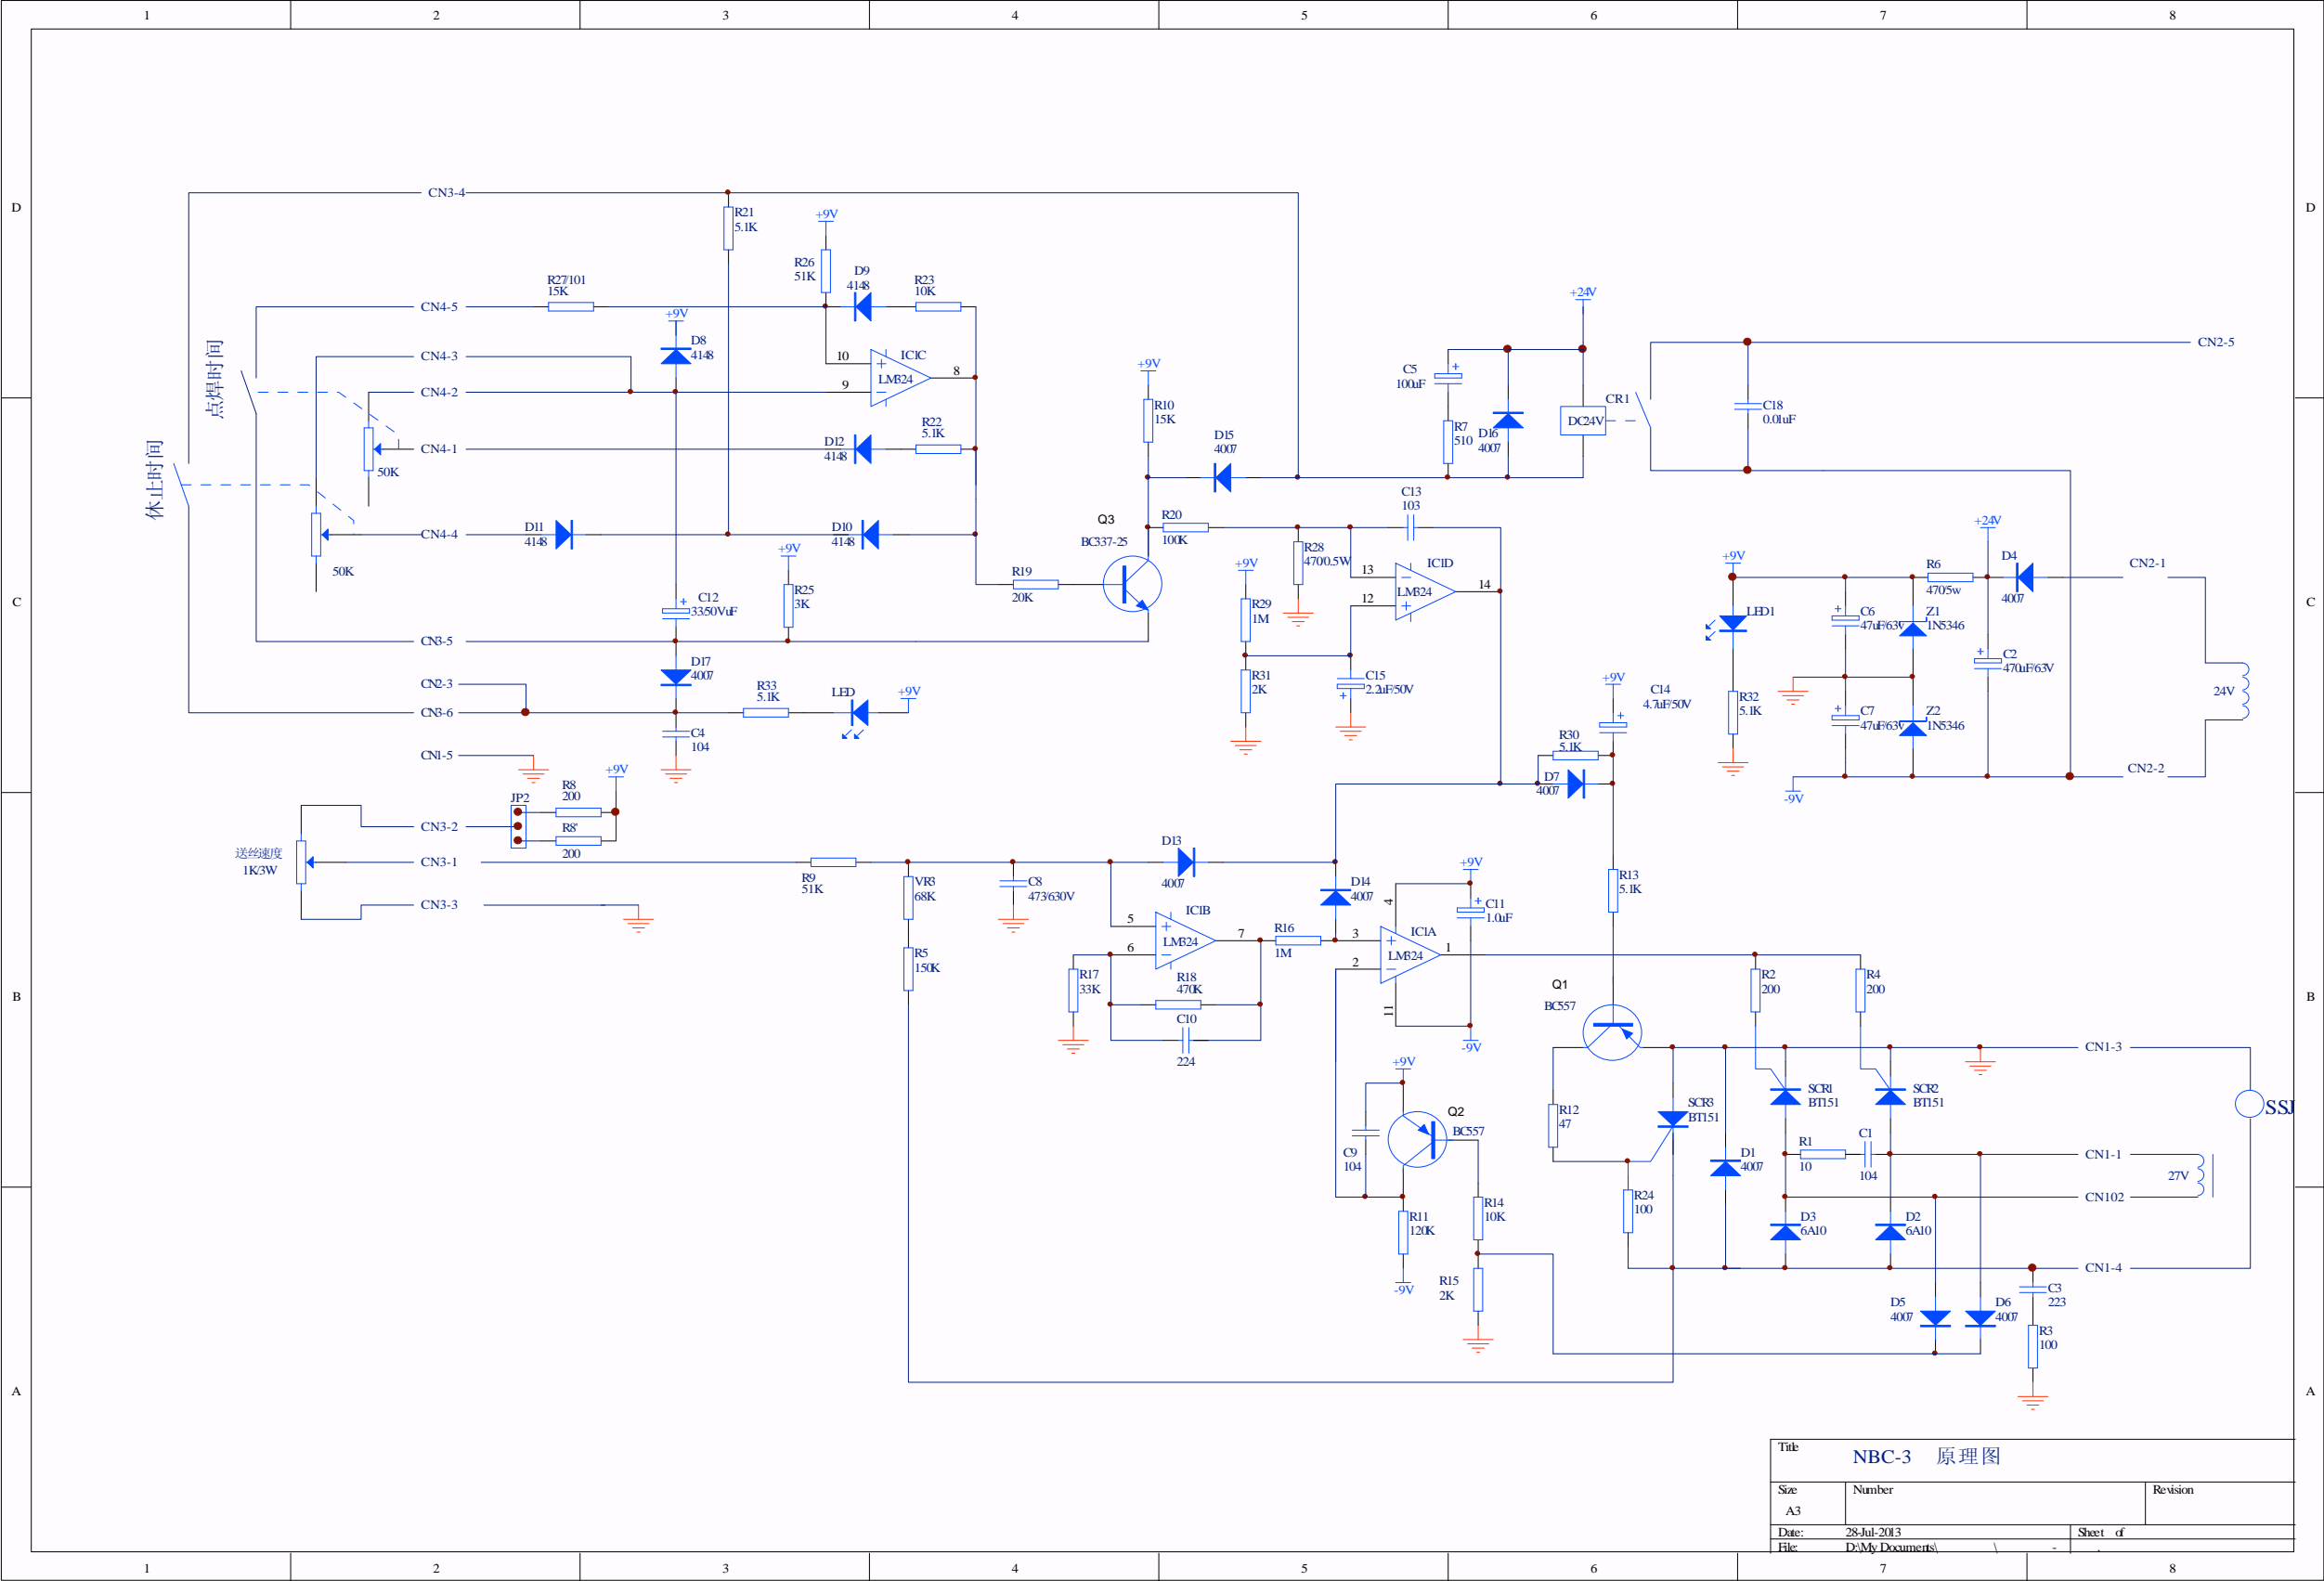 1 2 3 4 5 6 7 8
D
D
CN3-4
R21
5.1K
+9V
R26
51K
D9
4148
R23
10K
R27/101
15K
CN4-5
+9V
D8
4148
CN4-3
10
IC1C
LM324
8
CN4-2
9
点焊时间
R22
5.1K
D12
4148
CN4-1
50K
休止时间
D11
4148
D10
4148
CN4-4
50K
+9V
R25
3K
R19
20K
Q3
BC337-25
C12
3350VuF
CN3-5
D17
4007
CN2-3
R33
5.1K
LED
+9V
CN3-6
C4
104
CN1-5
+9V
R10
15K
D15
4007
R20
100K
C13
103
R28
470/0.5W
+9V
13
IC1D
LM324
14
12
R29
1M
R31
2K
C15
2.2uF/50V
+24V
C5
100uF
R7
510
D16
4007
DC24V
CR1
C18
0.01uF
CN2-5
+24V
+9V
R6
470/5w
D4
4007
CN2-1
LED1
C6
47uF/63V
Z1
1N5346
C2
470uF/63V
24V
R32
5.1K
C7
47uF/63V
Z2
1N5346
-9V
CN2-2
C
C
+9V
C14
4.7uF/50V
R30
5.1K
D7
4007
R8
200
+9V
JP2
R8'
200
CN3-2
送丝速度
1K/3W
CN3-1
CN3-3
R9
51K
VR3
68K
R5
150K
C8
473/630V
D13
4007
D14
4007
5
IC1B
LM324
7
6
R16
1M
R17
33K
R18
470K
C10
224
+9V
4
C11
1.0uF
3
IC1A
LM324
1
2
11
-9V
R13
5.1K
Q1
BC557
R2
200
R4
200
B
B
+9V
Q2
BC557
C9
104
R11
120K
-9V
R14
10K
R15
2K
R12
47
R24
100
SCR3
BT151
D1
4007
SCR1
BT151
SCR2
BT151
R1
10
C1
104
D3
6A10
D2
6A10
D5
4007
D6
4007
CN1-3
SSJ
CN1-1
27V
CN102
CN1-4
C3
223
R3
100
A
A
Title
NBC-3 原理图
Size
A3
Number
Revision
Date:
28-Jul-2013
Sheet of
File:
D:\My Documents\ \ - .
1 2 3 4 5 6 7 8